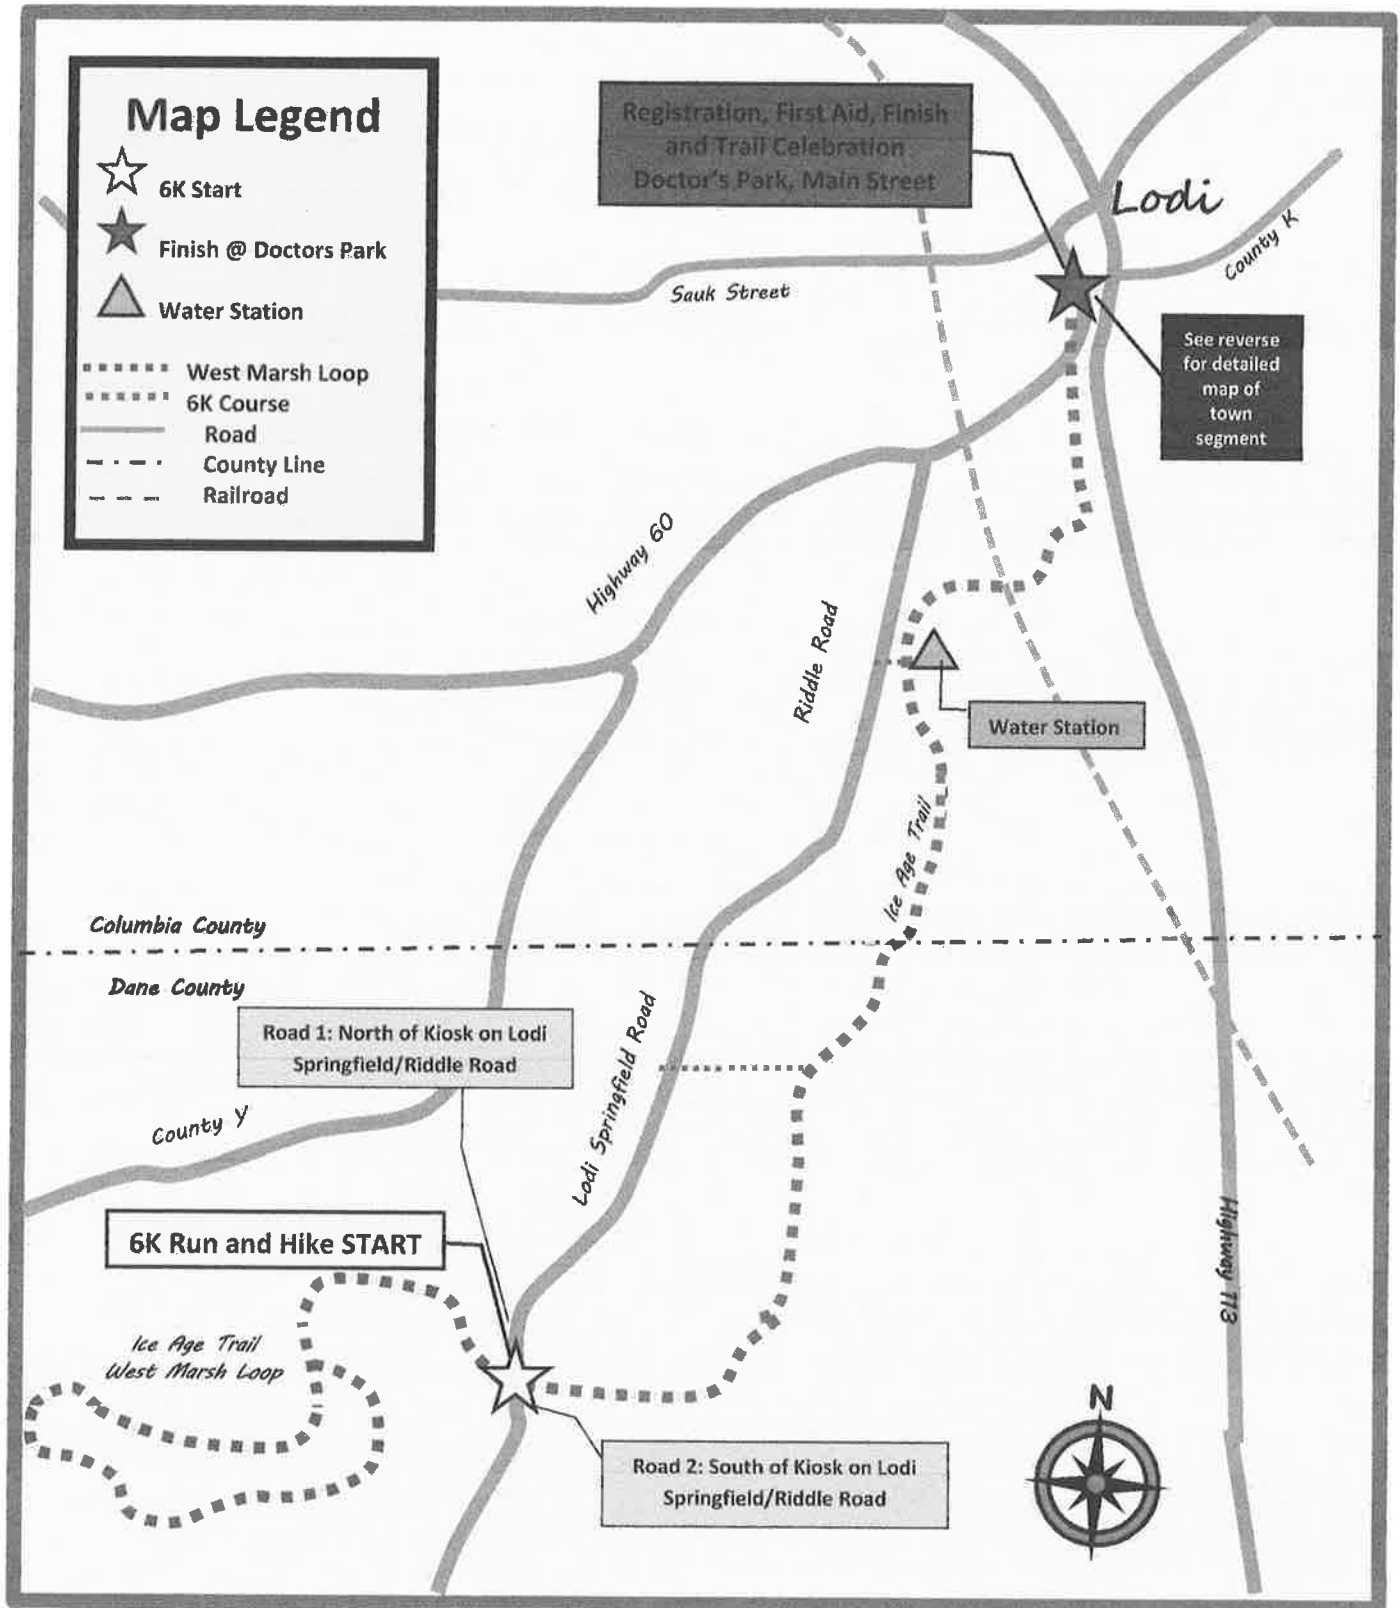 Map Legend
6K Start
Finish @ Doctors Park
Water Station
West Marsh Loop
6K Course
Road
County Line
Railroad
Registration, First Aid, Finish
and Trail Celebration
Doctor's Park, Main Street
Lodi
County K
Sauk Street
See reverse
for detailed
map of
town
segment
Highway 60
Riddle Road
Water Station
Ice Age Trail
Columbia County
Dane County
Road 1: North of Kiosk on Lodi
Springfield/Riddle Road
Lodi Springfield Road
County Y
Highway 113
6K Run and Hike START
Ice Age Trail
West Marsh Loop
N
Road 2: South of Kiosk on Lodi
Springfield/Riddle Road